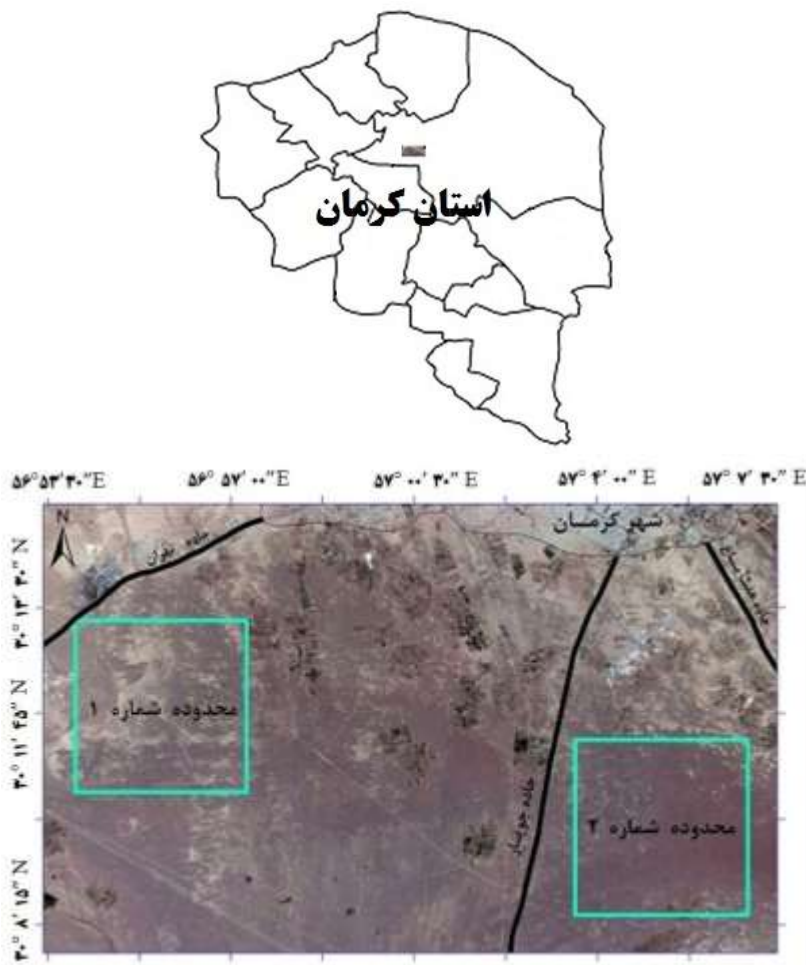 استان کرمان
۵۶° ۵۳' ۳۰" E
۵۶° ۵۷' ۰۰" E
۵۷° ۰۰' ۳۰" E
۵۷° ۴' ۰۰" E
۵۷° ۷' ۳۰" E
N
شهر کرمان
جاده
۳۰° ۱۳' ۳۰" N
محدوده شماره ۱
۳۰° ۱۱' ۴۵" N
جاده جوپار
محدوده شماره ۲
۳۰° ۸' ۱۵" N